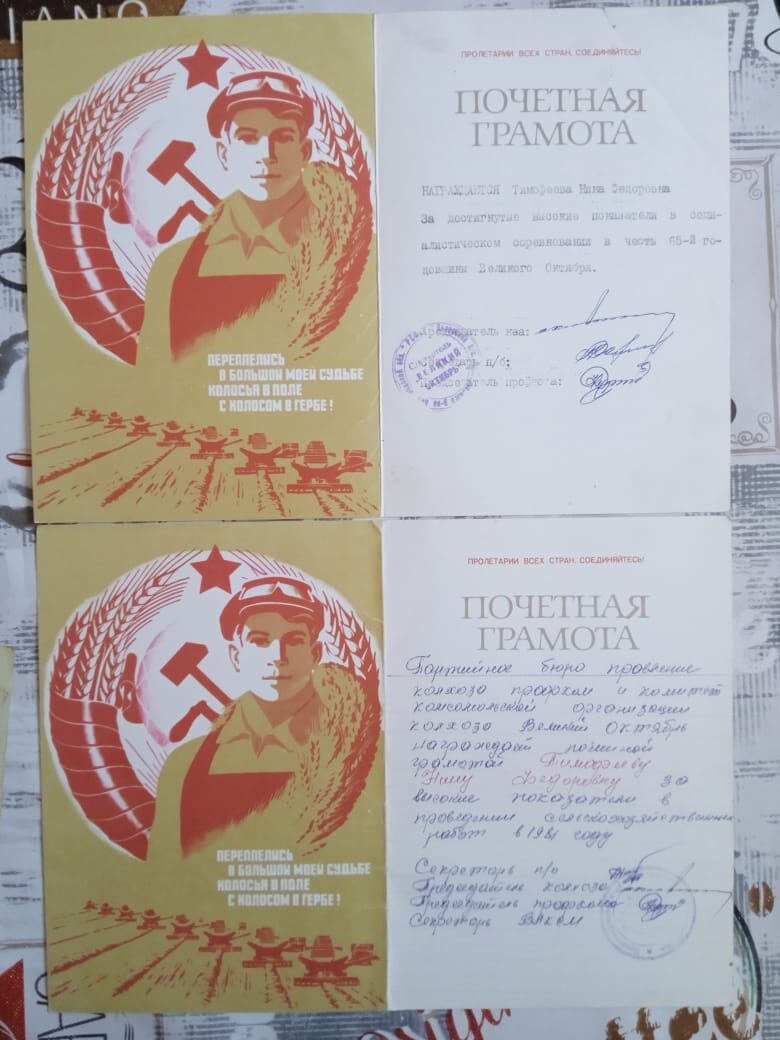 IANO
ПРОЛЕТАРИИ ВСЕХ СТРАН, СОЕДИНЯЙТЕСЬ!
ПОЧЕТНАЯ
ГРАМОТА
НАГРАЖДАЕТСЯ Тимофеева Нина Федоровна
За достигнутые высокие показатели в соци-
алистическом соревновании в честь 65-й го-
довщины Великого Октября.
Председатель к-за:
Секретарь п/б:
Председатель профкома:
ВЕЛИКИЙ
ОКТЯБРЬ
ПЕРЕПЛЕЛИСЬ
В БОЛЬШОЙ МОЕЙ СУДЬБЕ
КОЛОСЬЯ В ПОЛЕ
С КОЛОСОМ В ГЕРБЕ!
ПРОЛЕТАРИИ ВСЕХ СТРАН, СОЕДИНЯЙТЕСЬ!
ПОЧЕТНАЯ
ГРАМОТА
Партийное бюро правление
колхоза профком и комитет
комсомольской организации
колхоза Великий Октябрь
награждает почетной
грамотой Тимофееву
Нину Федоровну за
высокие показатели в
проведении сельскохозяйственных
работ в 1981 году
Секретарь п/о
Председатель колхоза
Председатель профкома
Секретарь ВЛКСМ
ПЕРЕПЛЕЛИСЬ
В БОЛЬШОЙ МОЕЙ СУДЬБЕ
КОЛОСЬЯ В ПОЛЕ
С КОЛОСОМ В ГЕРБЕ!